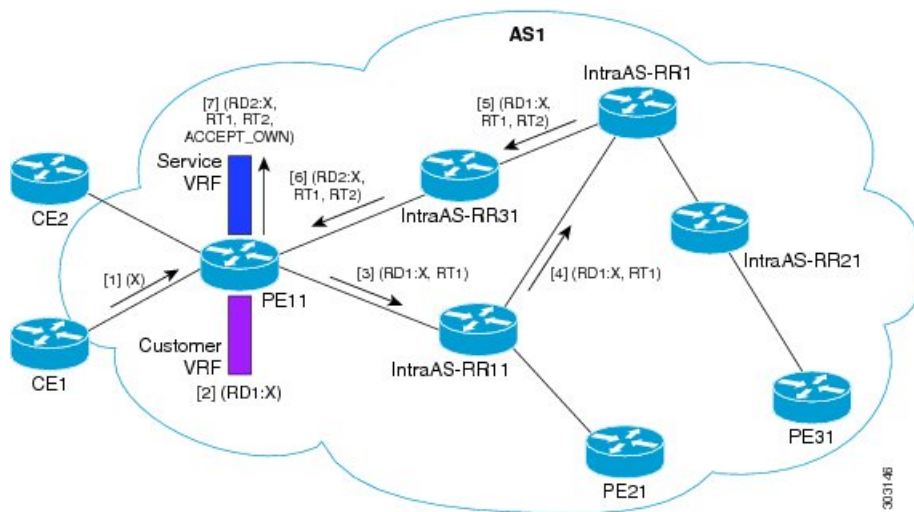 AS1
IntraAS-RR1
[7] (RD2:X,
RT1, RT2,
ACCEPT_OWN)
[5] (RD1:X,
RT1, RT2)
Service
VRF
[6] (RD2:X,
RT1, RT2)
IntraAS-RR31
CE2
IntraAS-RR21
[1] (X)
PE11
[3] (RD1:X, RT1)
[4] (RD1:X, RT1)
Customer
VRF
IntraAS-RR11
CE1
[2] (RD1:X)
PE31
PE21
303146